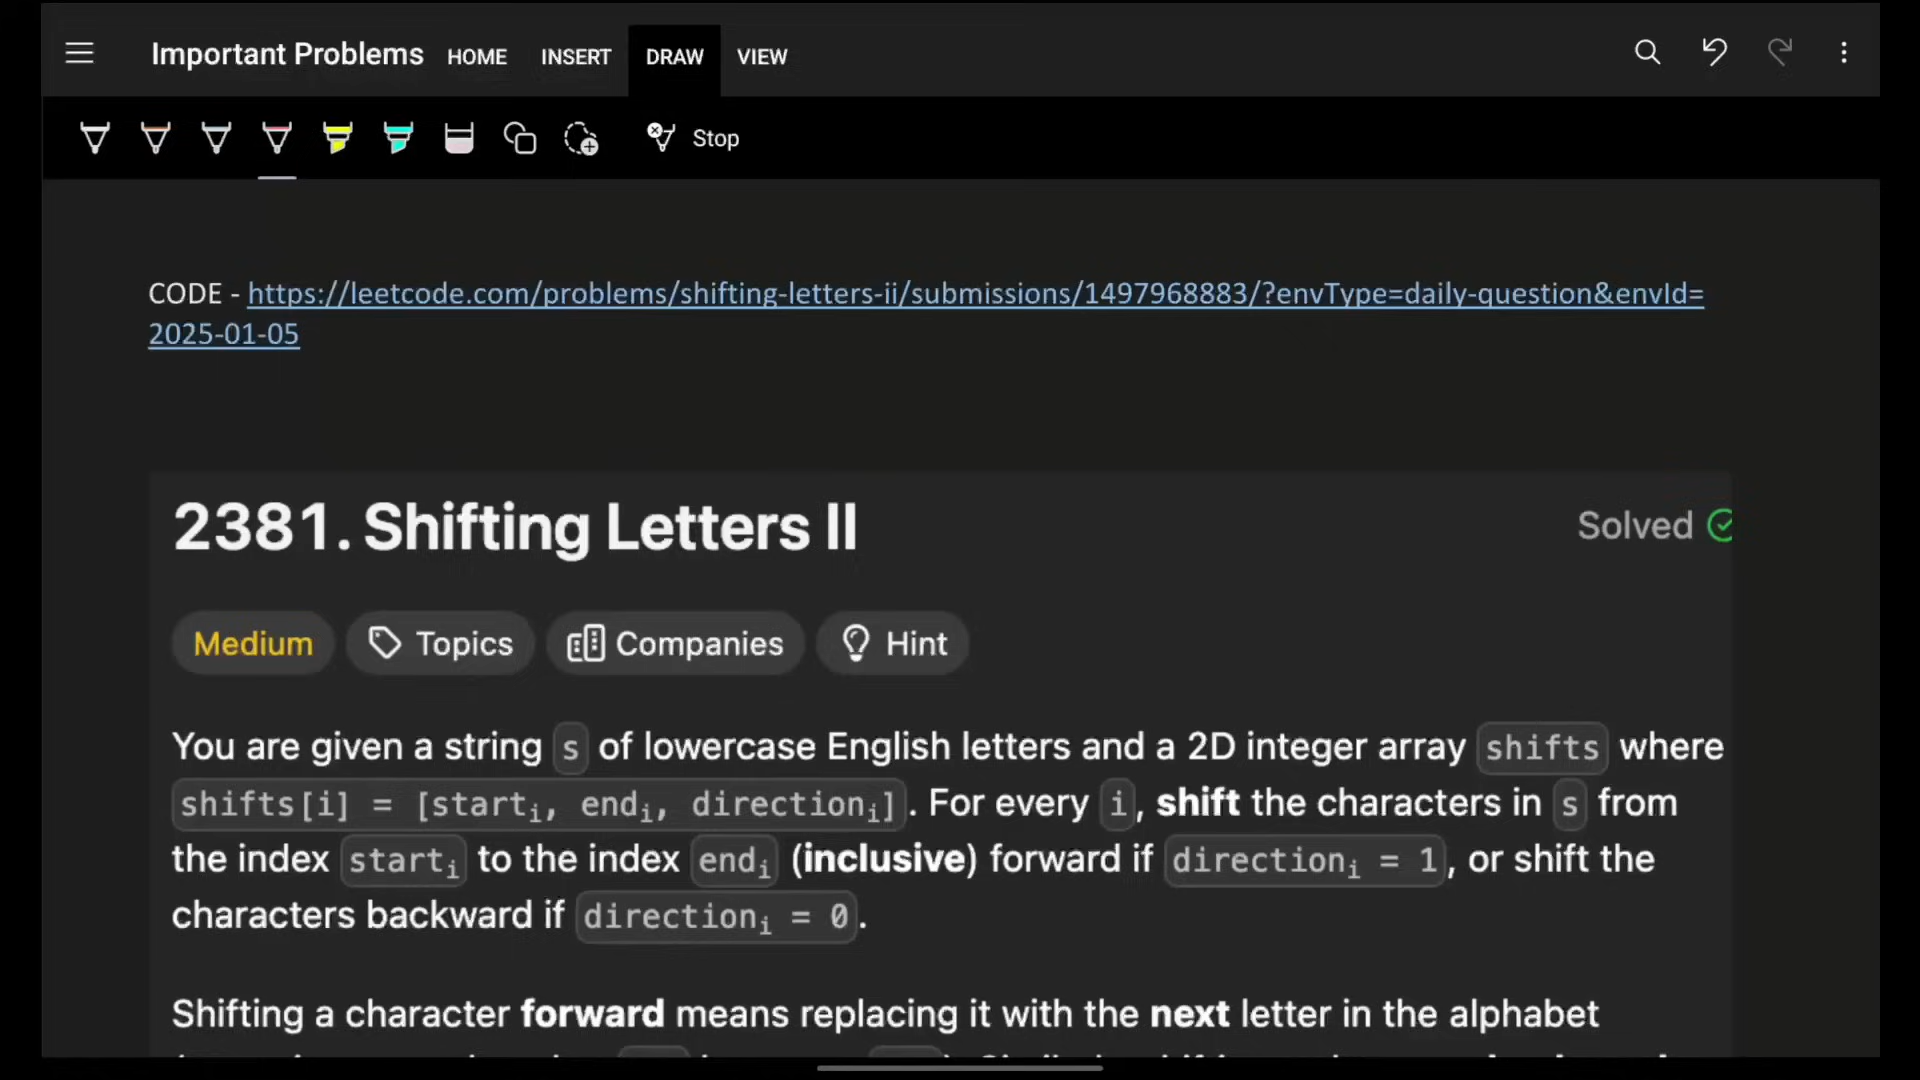 Important Problems HOME INSERT DRAW VIEW
Stop
CODE - https://leetcode.com/problems/shifting-letters-ii/submissions/1497968883/?envType=daily-question&envId=
2025-01-05
2381. Shifting Letters II Solved
Medium Topics Companies Hint
You are given a string s of lowercase English letters and a 2D integer array shifts where
shifts[i] = [starti, endi, directioni]. For every i, shift the characters in s from
the index starti to the index endi (inclusive) forward if directioni = 1, or shift the
characters backward if directioni = 0.
Shifting a character forward means replacing it with the next letter in the alphabet